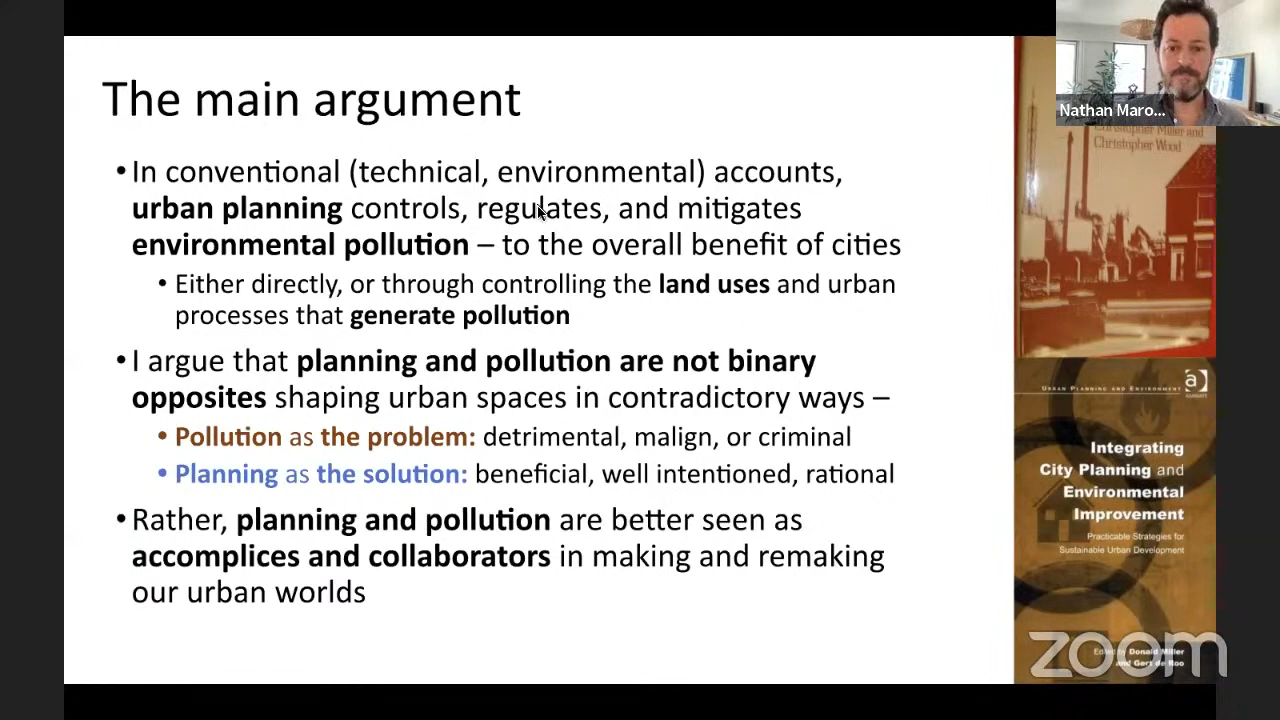 The main argument
• In conventional (technical, environmental) accounts,
urban planning controls, regulates, and mitigates
environmental pollution – to the overall benefit of cities
• Either directly, or through controlling the land uses and urban
processes that generate pollution
• I argue that planning and pollution are not binary
opposites shaping urban spaces in contradictory ways –
• Pollution as the problem: detrimental, malign, or criminal
• Planning as the solution: beneficial, well intentioned, rational
• Rather, planning and pollution are better seen as
accomplices and collaborators in making and remaking
our urban worlds
Nathan Maro...
Christopher Miller and
Christopher Wood
URBAN PLANNING AND ENVIRONMENT
a
ASHGATE
Integrating
City Planning and
Environmental
Improvement
Practicable Strategies for
Sustainable Urban Development
Edited by Donald Miller
and Gert de Roo
zoom